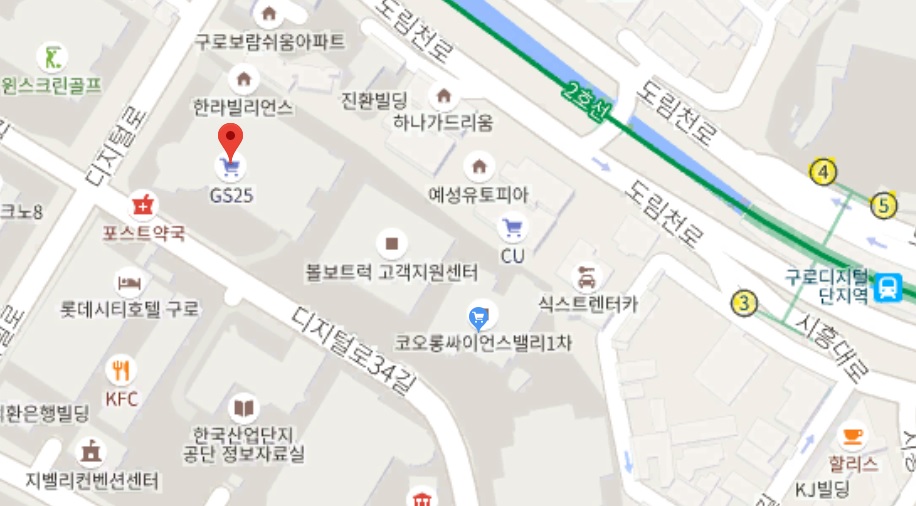 도림천로
구로보람쉬움아파트
윈스크린골프
한라빌리언스
진환빌딩
하나가드리움
2호선
도림천로
디지털로
GS25
예성유토피아
4
5
크노8
포스트약국
도림천로
CU
볼보트럭 고객지원센터
구로디지털
단지역
롯데시티호텔 구로
식스트렌터카
3
디지털로34길
코오롱싸이언스밸리1차
시흥대로
KFC
환은행빌딩
한국산업단지
공단 정보자료실
지벨리컨벤션센터
할리스
KJ빌딩